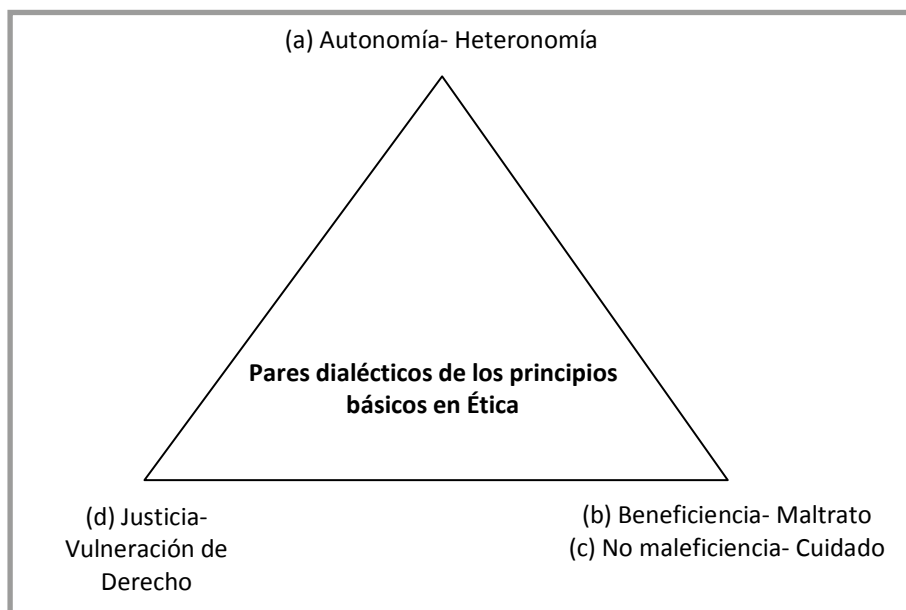 (a) Autonomía- Heteronomía
Pares dialécticos de los principios
básicos en Ética
(d) Justicia-
Vulneración de
Derecho
(b) Beneficiencia- Maltrato
(c) No maleficiencia- Cuidado